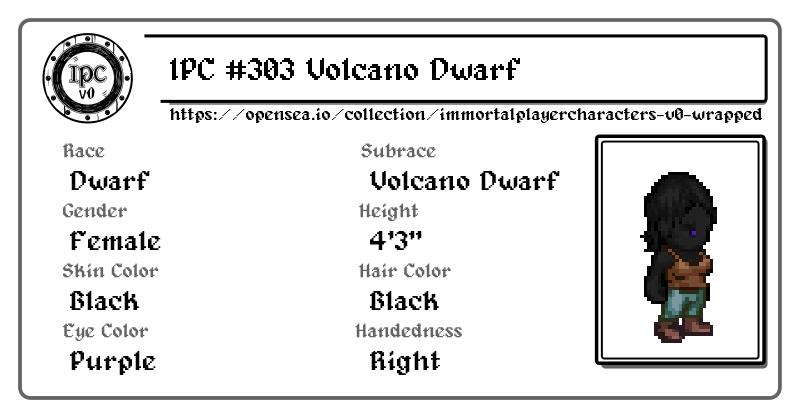 IPC v0
IPC #303 Volcano Dwarf
https://opensea.io/collection/immortalplayercharacters-v0-wrapped
Race
Dwarf
Subrace
Volcano Dwarf
Gender
Female
Height
4'3"
Skin Color
Black
Hair Color
Black
Eye Color
Purple
Handedness
Right